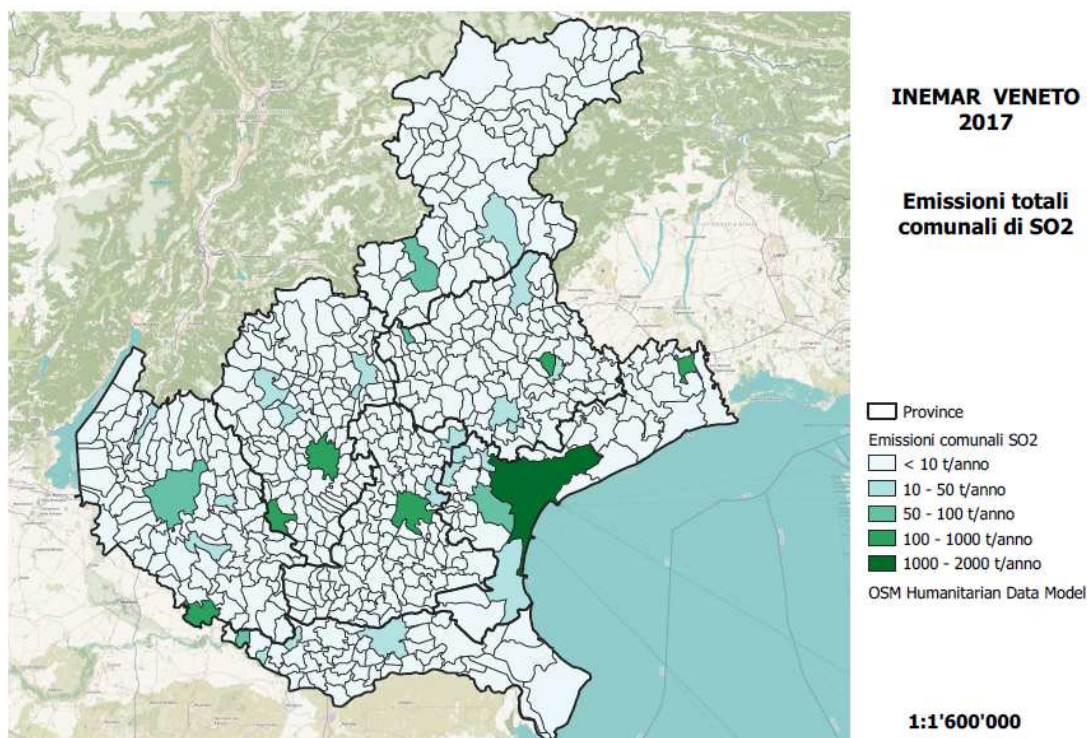 INEMAR VENETO
2017
Emissioni totali
comunali di SO2
Province
Emissioni comunali SO2
< 10 t/anno
10 - 50 t/anno
50 - 100 t/anno
100 - 1000 t/anno
1000 - 2000 t/anno
OSM Humanitarian Data Model
1:1'600'000